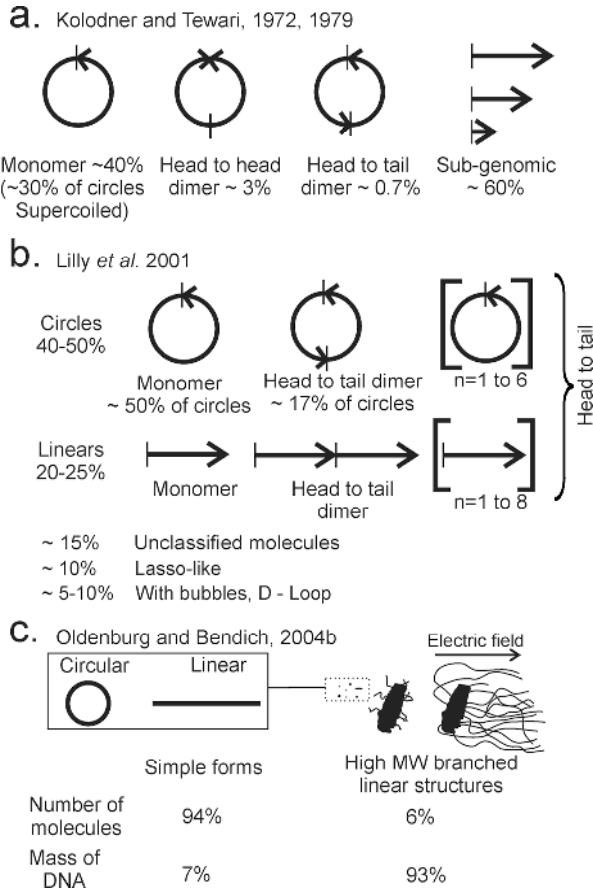 a. Kolodner and Tewari, 1972, 1979
Monomer ~40%
(~30% of circles
Supercoiled)
Head to head
dimer ~ 3%
Head to tail
dimer ~ 0.7%
Sub-genomic
~ 60%
b. Lilly et al. 2001
Circles
40-50%
Monomer
~ 50% of circles
Head to tail dimer
~ 17% of circles
n=1 to 6
Head to tail
Linears
20-25%
Monomer
Head to tail
dimer
n=1 to 8
~ 15% Unclassified molecules
~ 10% Lasso-like
~ 5-10% With bubbles, D - Loop
c. Oldenburg and Bendich, 2004b
Electric field
Circular Linear
Simple forms
High MW branched
linear structures
Number of
molecules
94% 6%
Mass of
DNA
7% 93%